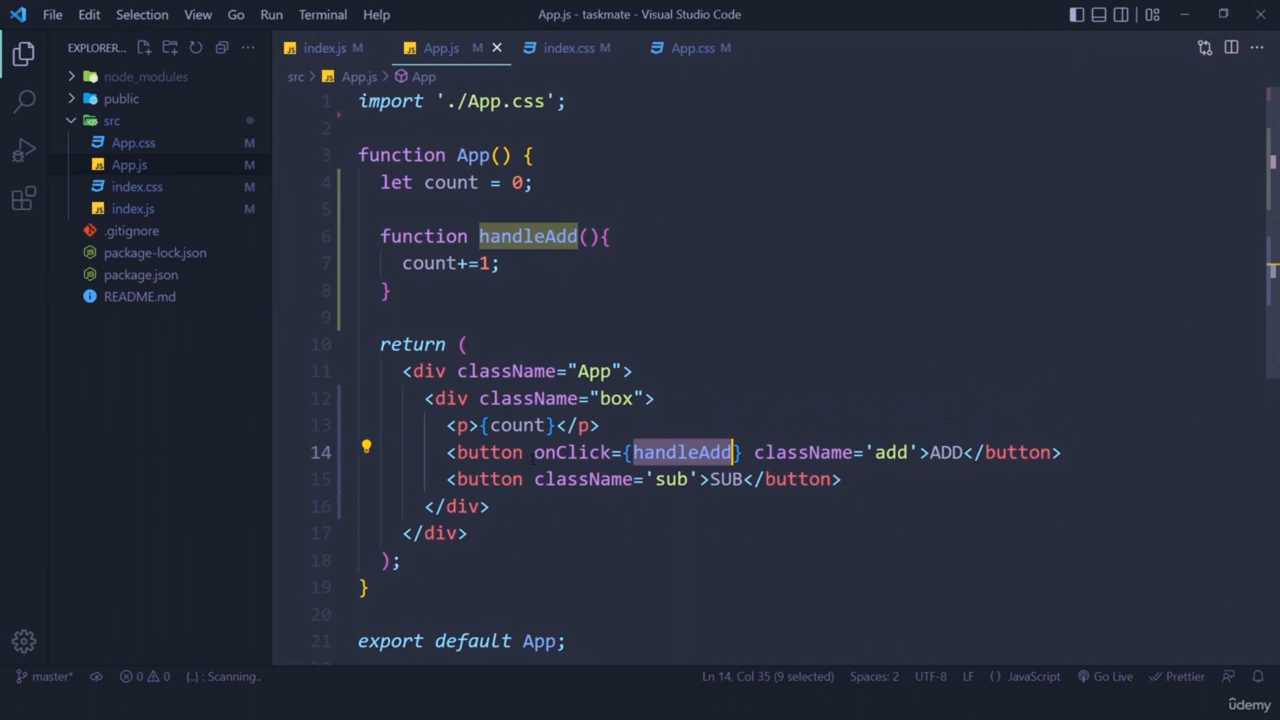 File Edit Selection View Go Run Terminal Help
App.js - taskmate - Visual Studio Code
EXPLORER...
node_modules
public
src
App.css M
App.js M
index.css M
index.js M
.gitignore
package-lock.json
package.json
README.md
index.js M App.js M index.css M App.css M
src > App.js > App
1 import './App.css';
2
3 function App() {
4 let count = 0;
5
6 function handleAdd(){
7 count+=1;
8 }
9
10 return (
11 <div className="App">
12 <div className="box">
13 <p>{count}</p>
14 <button onClick={handleAdd} className='add'>ADD</button>
15 <button className='sub'>SUB</button>
16 </div>
17 </div>
18 );
19 }
20
21 export default App;
master* 0 0 {..} : Scanning.. Ln 14, Col 35 (9 selected) Spaces: 2 UTF-8 LF {} JavaScript Go Live Prettier
udemy